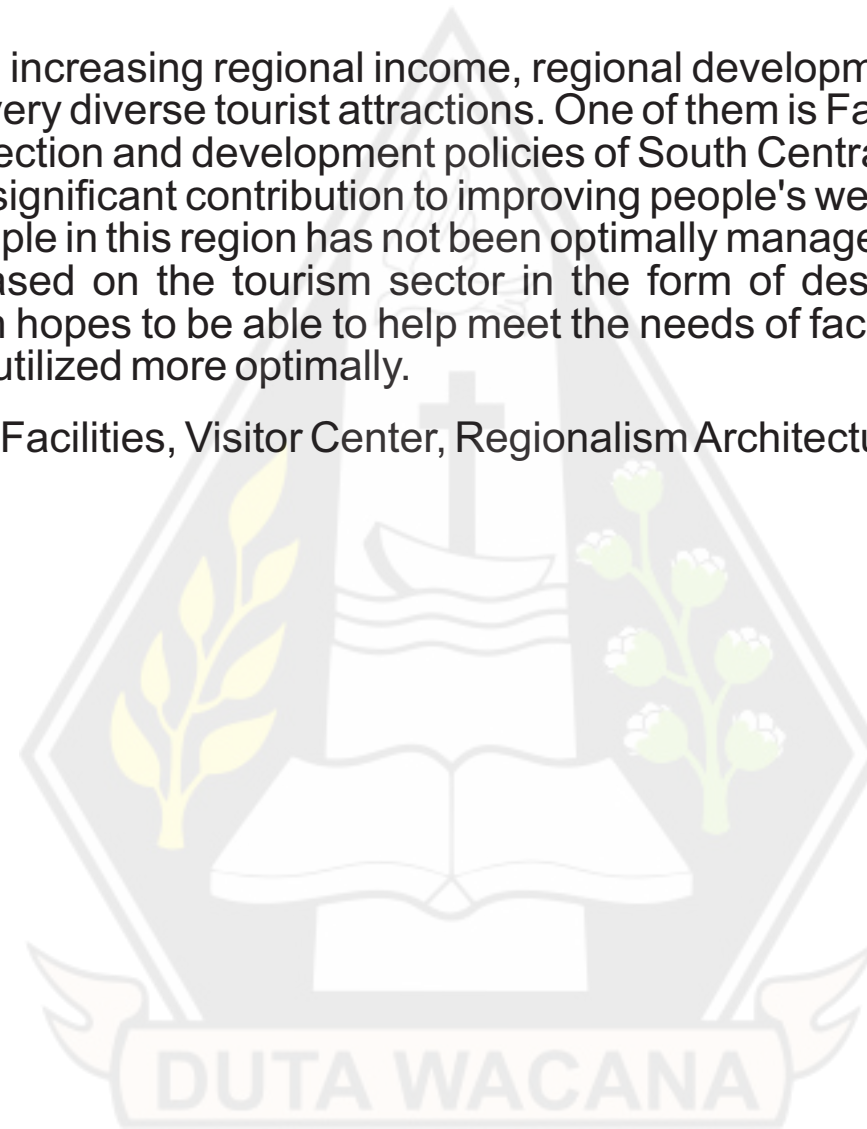 increasing regional income, regional developm
very diverse tourist attractions. One of them is Fa
ection and development policies of South Centra
significant contribution to improving people's we
ple in this region has not been optimally manage
ased on the tourism sector in the form of des
n hopes to be able to help meet the needs of faci
utilized more optimally.
Facilities, Visitor Center, Regionalism Architectu
DUTA WACANA